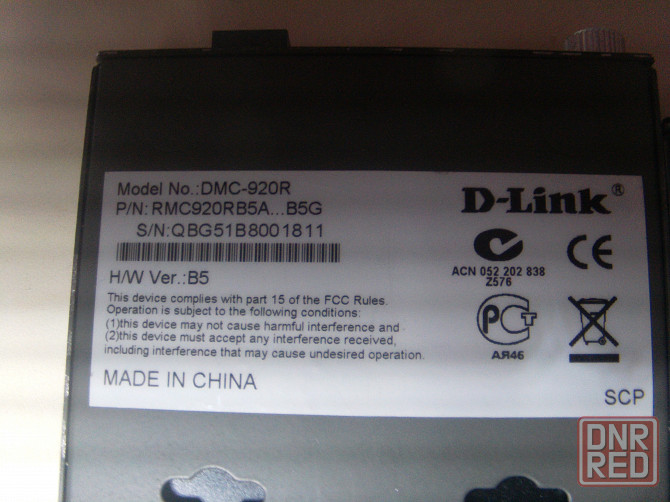 Model No.:DMC-920R
P/N:RMC920RB5A...B5G
S/N:QBG51B8001811
H/W Ver.:B5
This device complies with part 15 of the FCC Rules.
Operation is subject to the following conditions:
(1)this device may not cause harmful interference and
(2)this device must accept any interference received,
including interference that may cause undesired operation.
MADE IN CHINA
D-Link®
CE
ACN 052 202 838
Z576
РСТ
АЯ46
SCP
DNR
RED